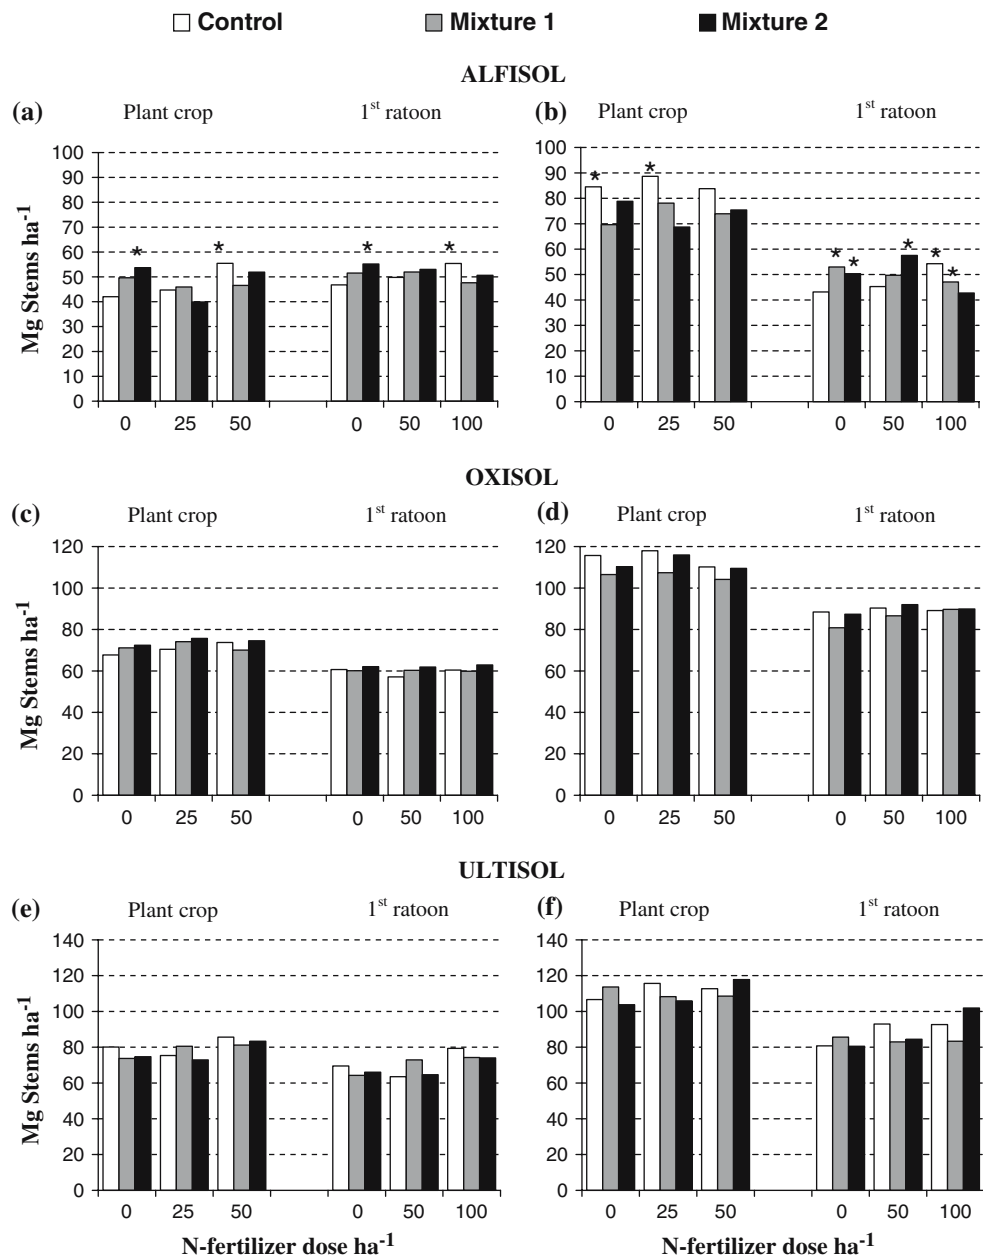 Control Mixture 1 Mixture 2
ALFISOL
(a) Plant crop 1st ratoon
Mg Stems ha-1
100
90
80
70
60
50
40
30
20
10
0
* * * *
0 25 50 0 50 100
(b) Plant crop 1st ratoon
100
90
80
70
60
50
40
30
20
10
0
* * * * * * *
0 25 50 0 50 100
OXISOL
(c) Plant crop 1st ratoon
Mg Stems ha-1
120
100
80
60
40
20
0
0 25 50 0 50 100
(d) Plant crop 1st ratoon
120
100
80
60
40
20
0
0 25 50 0 50 100
ULTISOL
(e) Plant crop 1st ratoon
Mg Stems ha-1
140
120
100
80
60
40
20
0
0 25 50 0 50 100
N-fertilizer dose ha-1
(f) Plant crop 1st ratoon
140
120
100
80
60
40
20
0
0 25 50 0 50 100
N-fertilizer dose ha-1